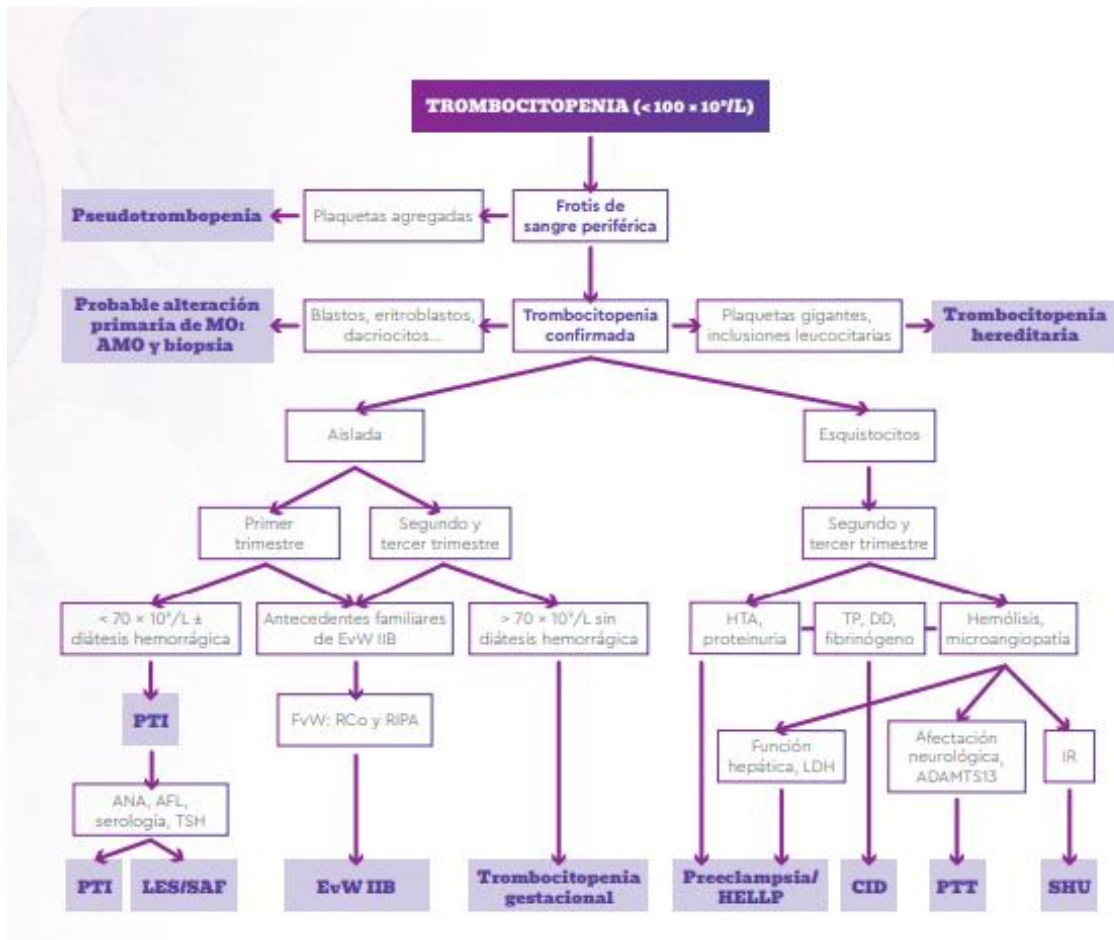 TROMBOCITOPENIA (< 100 × 10⁹/L)
Pseudotrombopenia
Plaquetas agregadas
Frotis de
sangre periférica
Probable alteración
primaria de MO:
AMO y biopsia
Blastos, eritroblastos,
dacriocitos...
Trombocitopenia
confirmada
Plaquetas gigantes,
inclusiones leucocitarias
Trombocitopenia
hereditaria
Aislada
Esquistocitos
Primer
trimestre
Segundo y
tercer trimestre
Segundo y
tercer trimestre
< 70 × 10⁹/L ±
diátesis hemorrágica
Antecedentes familiares
de EvW IIB
> 70 × 10⁹/L sin
diátesis hemorrágica
HTA,
proteinuria
TP, DD,
fibrinógeno
Hemólisis,
microangiopatía
PTI
FvW: RCo y RIPA
Función
hepática, LDH
Afectación
neurológica,
ADAMTS13
IR
ANA, AFL,
serología, TSH
PTI
LES/SAF
EvW IIB
Trombocitopenia
gestacional
Preeclampsia/
HELLP
CID
PTT
SHU